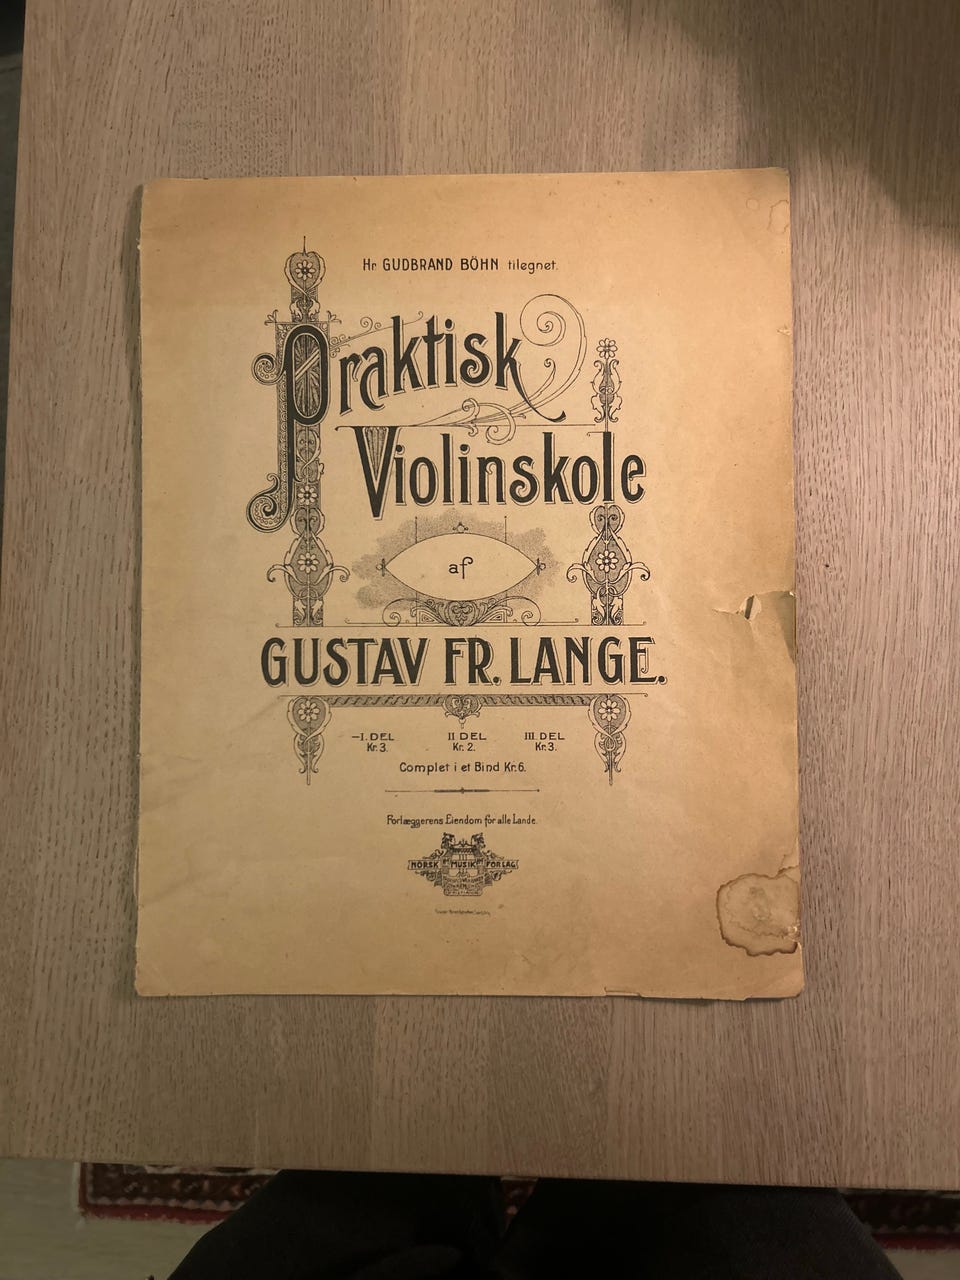 Hr GUDBRAND BÖHN tilegnet.
Praktisk
Violinskole
af
GUSTAV FR. LANGE.
I. DEL II DEL III DEL
Kr. 3. Kr. 2. Kr. 3.
Complet i et Bind Kr. 6.
Forlæggerens Eiendom for alle Lande.
NORSK MUSIK FORLAG